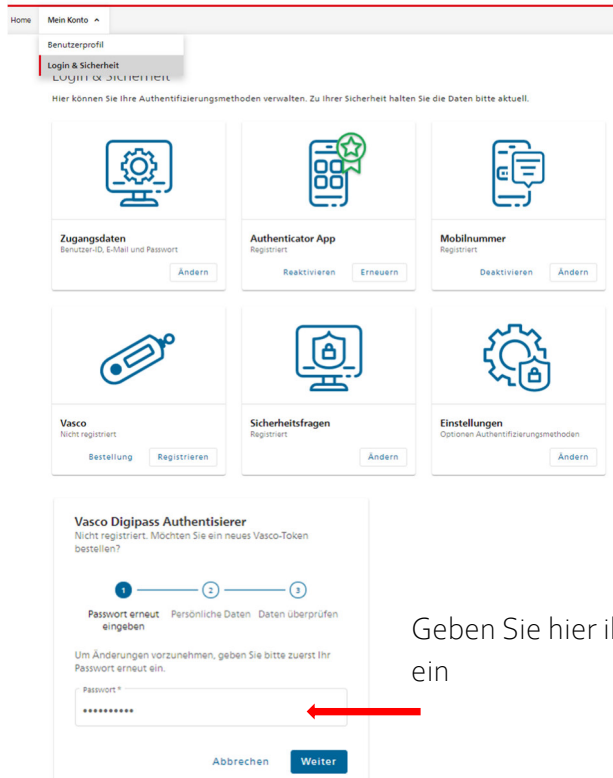 Home Mein Konto
Benutzerprofil
Login & Sicherheit
Login & Sicherheit
Hier können Sie Ihre Authentifizierungsmethoden verwalten. Zu Ihrer Sicherheit halten Sie die Daten bitte aktuell.
Zugangsdaten
Benutzer-ID, E-Mail und Passwort
Ändern
Authenticator App
Registriert
Reaktivieren Erneuern
Mobilnummer
Registriert
Deaktivieren Ändern
Vasco
Nicht registriert
Bestellung Registrieren
Sicherheitsfragen
Registriert
Ändern
Einstellungen
Optionen Authentifizierungsmethoden
Ändern
Vasco Digipass Authentisierer
Nicht registriert. Möchten Sie ein neues Vasco-Token
bestellen?
1 2 3
Passwort erneut Persönliche Daten Daten überprüfen
eingeben
Um Änderungen vorzunehmen, geben Sie bitte zuerst Ihr
Passwort erneut ein.
Passwort *
••••••••••
Abbrechen Weiter
Geben Sie hier
ein